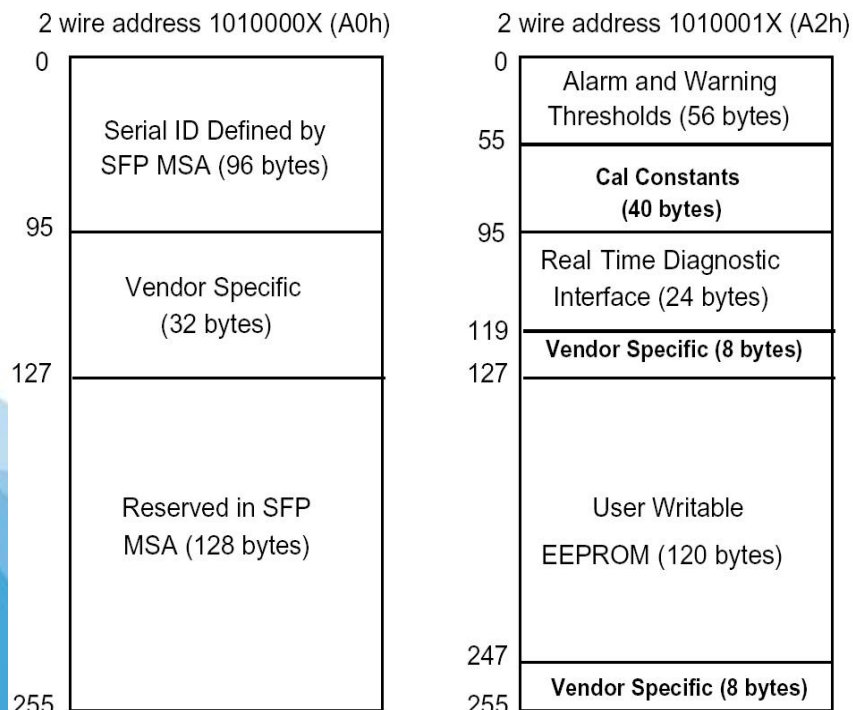 2 wire address 1010000X (A0h)
0
Serial ID Defined by
SFP MSA (96 bytes)
95
Vendor Specific
(32 bytes)
127
Reserved in SFP
MSA (128 bytes)
255
2 wire address 1010001X (A2h)
0
Alarm and Warning
Thresholds (56 bytes)
55
Cal Constants
(40 bytes)
95
Real Time Diagnostic
Interface (24 bytes)
119
Vendor Specific (8 bytes)
127
User Writable
EEPROM (120 bytes)
247
Vendor Specific (8 bytes)
255